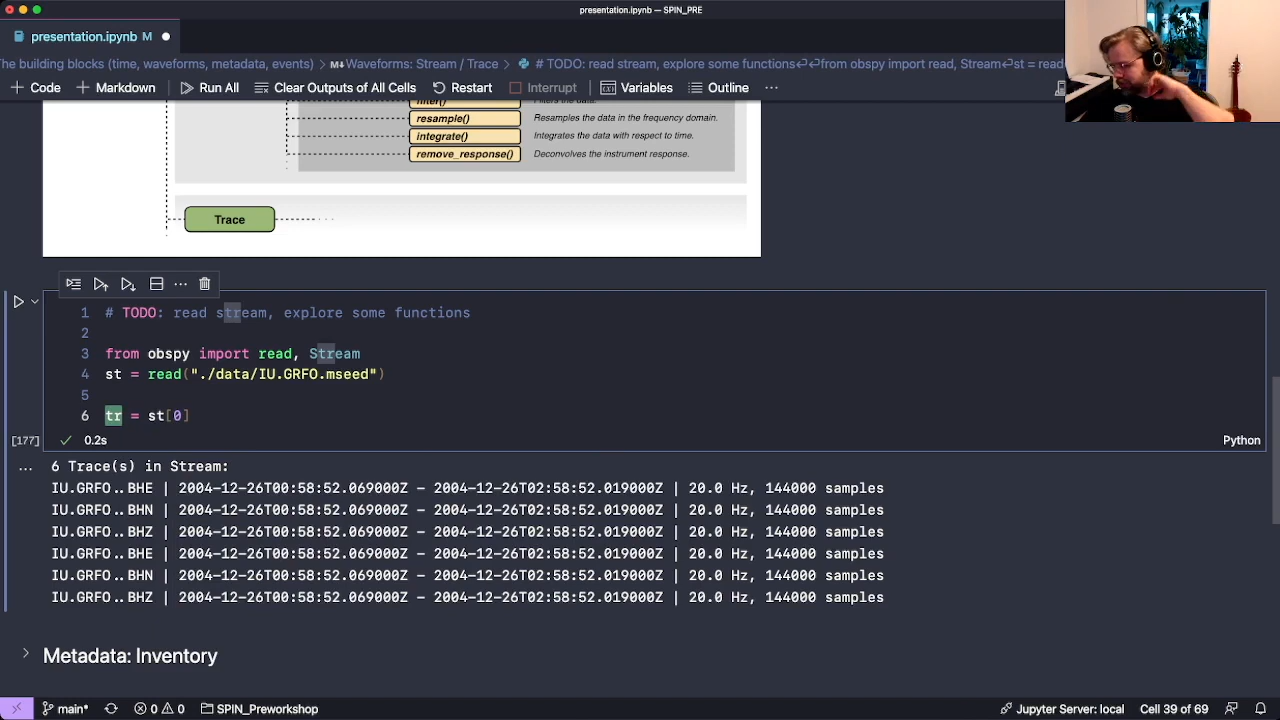 presentation.ipynb — SPIN_PRE
presentation.ipynb M
The building blocks (time, waveforms, metadata, events) > M↓Waveforms: Stream / Trace > # TODO: read stream, explore some functions↵↵from obspy import read, Stream↵st = read
+ Code + Markdown Run All Clear Outputs of All Cells Restart Interrupt Variables Outline ...
filter() Filters the data.
resample() Resamples the data in the frequency domain.
integrate() Integrates the data with respect to time.
remove_response() Deconvolves the instrument response.
Trace
1 # TODO: read stream, explore some functions
2
3 from obspy import read, Stream
4 st = read("./data/IU.GRFO.mseed")
5
6 tr = st[0]
[177] ✓ 0.2s Python
... 6 Trace(s) in Stream:
IU.GRFO..BHE | 2004-12-26T00:58:52.069000Z - 2004-12-26T02:58:52.019000Z | 20.0 Hz, 144000 samples
IU.GRFO..BHN | 2004-12-26T00:58:52.069000Z - 2004-12-26T02:58:52.019000Z | 20.0 Hz, 144000 samples
IU.GRFO..BHZ | 2004-12-26T00:58:52.069000Z - 2004-12-26T02:58:52.019000Z | 20.0 Hz, 144000 samples
IU.GRFO..BHE | 2004-12-26T00:58:52.069000Z - 2004-12-26T02:58:52.019000Z | 20.0 Hz, 144000 samples
IU.GRFO..BHN | 2004-12-26T00:58:52.069000Z - 2004-12-26T02:58:52.019000Z | 20.0 Hz, 144000 samples
IU.GRFO..BHZ | 2004-12-26T00:58:52.069000Z - 2004-12-26T02:58:52.019000Z | 20.0 Hz, 144000 samples
> Metadata: Inventory
main* 0 0 SPIN_Preworkshop Jupyter Server: local Cell 39 of 69